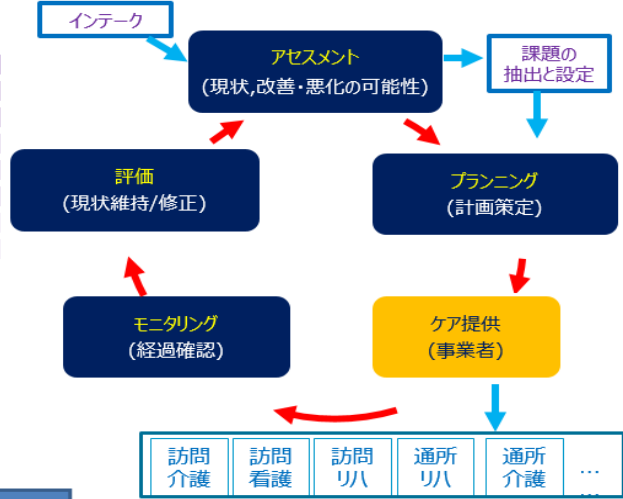 インテーク
アセスメント
(現状,改善・悪化の可能性)
課題の
抽出と設定
評価
(現状維持/修正)
プランニング
(計画策定)
モニタリング
(経過確認)
ケア提供
(事業者)
訪問
介護
訪問
看護
訪問
リハ
通所
リハ
通所
介護
…
…